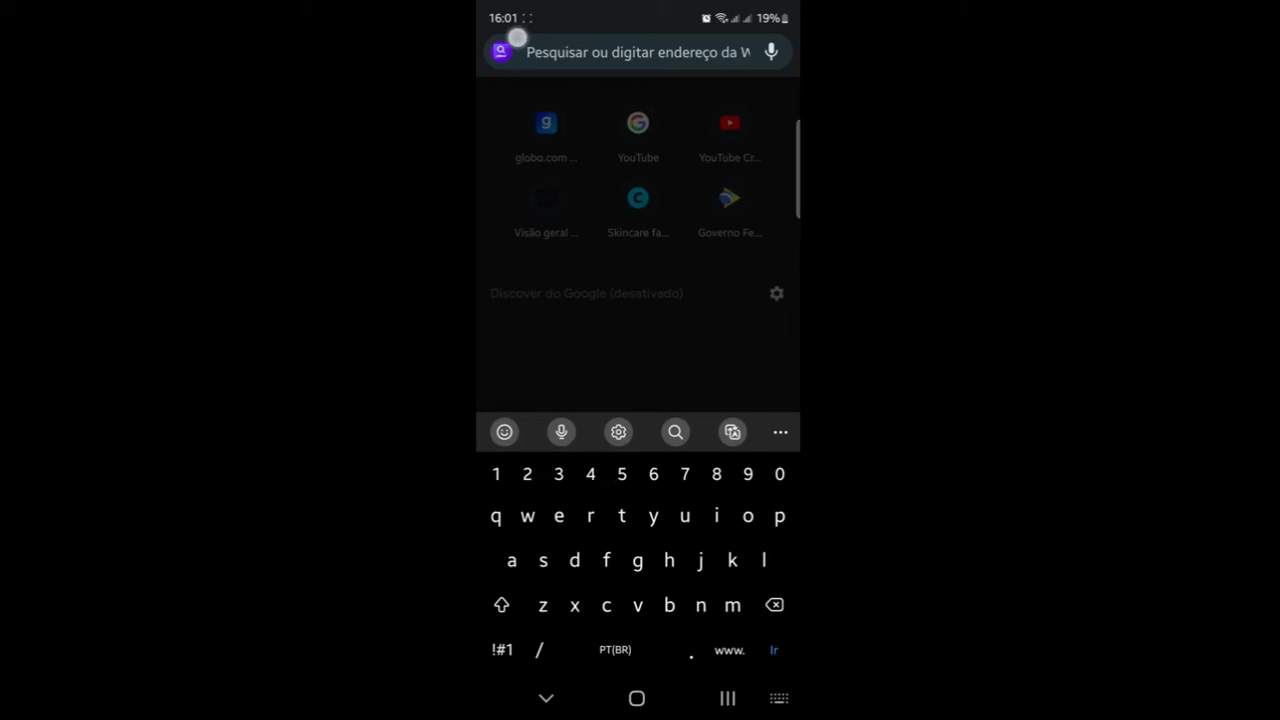 16:01 19%
Pesquisar ou digitar endereço da W
g G
globo.com ... YouTube YouTube Cr...
C
Visão geral ... Skincare fa... Governo Fe...
Discover do Google (desativado)
1 2 3 4 5 6 7 8 9 0
q w e r t y u i o p
a s d f g h j k l
z x c v b n m
!#1 / PT(BR) . www. Ir